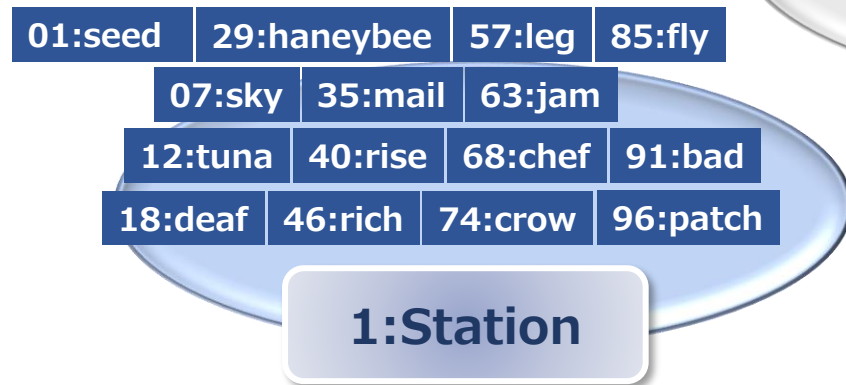 01:seed 29:haneybee 57:leg 85:fly
07:sky 35:mail 63:jam
12:tuna 40:rise 68:chef 91:bad
18:deaf 46:rich 74:crow 96:patch
1:Station